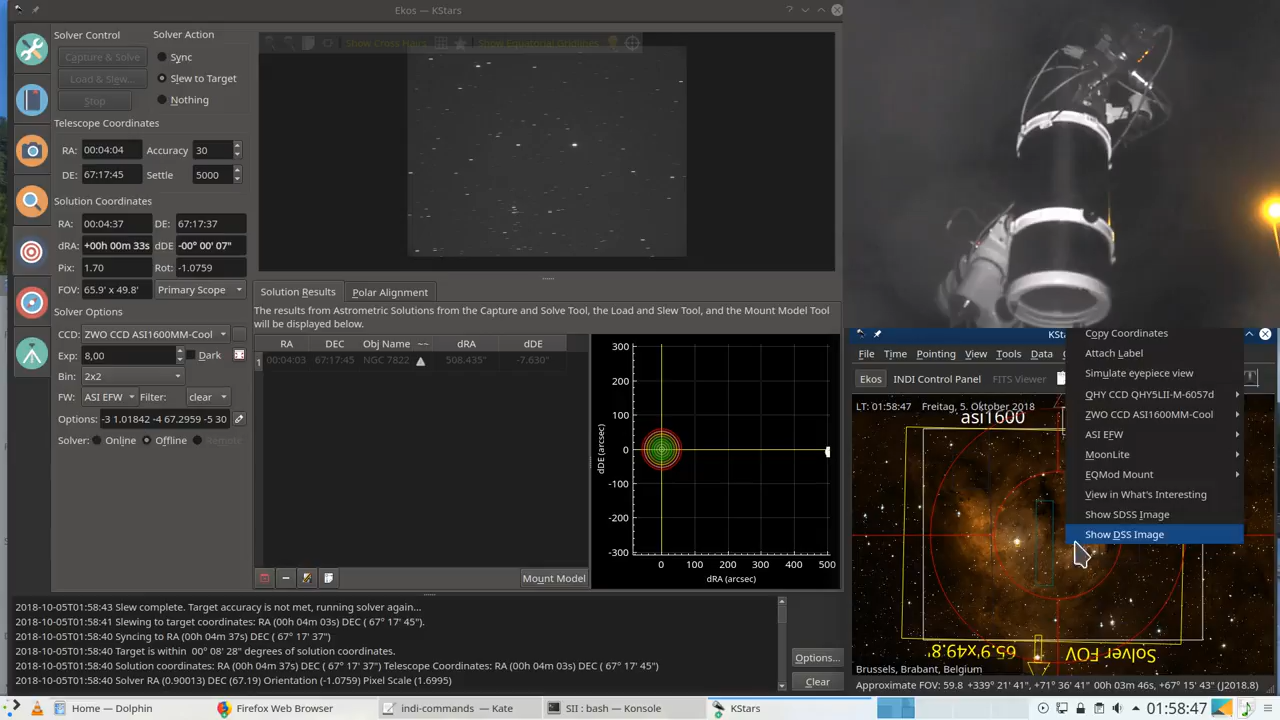 Ekos — KStars
Solver Control
Solver Action
Capture & Solve
Sync
Load & Slew...
Slew to Target
Stop
Nothing
Telescope Coordinates
RA: 00:04:04 Accuracy 30
DE: 67:17:45 Settle 5000
Solution Coordinates
RA: 00:04:37 DE: 67:17:37
dRA: +00h 00m 33s dDE -00° 00' 07"
Pix: 1.70 Rot: -1.0759
FOV: 65.9' x 49.8' Primary Scope
Solver Options
CCD: ZWO CCD ASI1600MM-Cool
Exp: 8,00 Dark
Bin: 2x2
FW: ASI EFW Filter: clear
Options: -3 1.01842 -4 67.2959 -5 30
Solver: Online Offline Remote
Show Cross Hairs
Show Equatorial Gridlines
Solution Results
Polar Alignment
The results from Astrometric Solutions from the Capture and Solve Tool, the Load and Slew Tool, and the Mount Model Tool
will be displayed below.
RA DEC Obj Name ~~ dRA dDE
1 00:04:03 67:17:45 NGC 7822 508.435" -7.630"
Mount Model
300
200
100
0
-100
-200
-300
dDE (arcsec)
0 100 200 300 400 500
dRA (arcsec)
2018-10-05T01:58:43 Slew complete. Target accuracy is not met, running solver again...
2018-10-05T01:58:41 Slewing to target coordinates: RA (00h 04m 03s) DEC ( 67° 17' 45").
2018-10-05T01:58:40 Syncing to RA (00h 04m 37s) DEC ( 67° 17' 37")
2018-10-05T01:58:40 Target is within 00° 08' 28" degrees of solution coordinates.
2018-10-05T01:58:40 Solution coordinates: RA (00h 04m 37s) DEC ( 67° 17' 37") Telescope Coordinates: RA (00h 04m 03s) DEC ( 67° 17' 45")
2018-10-05T01:58:40 Solver RA (0.90013) DEC (67.19) Orientation (-1.0759) Pixel Scale (1.6995)
Options...
Clear
KSta
File Time Pointing View Tools Data
Ekos INDI Control Panel FITS Viewer
LT: 01:58:47 Freitag, 5. Oktober 2018
asi1600
Copy Coordinates
Attach Label
Simulate eyepiece view
QHY CCD QHY5LII-M-6057d
ZWO CCD ASI1600MM-Cool
ASI EFW
MoonLite
EQMod Mount
View in What's Interesting
Show SDSS Image
Show DSS Image
Solver FOV
65.9'x49.8'
Brussels, Brabant, Belgium
Approximate FOV: 59.8 +339° 21' 41", +71° 36' 41" 00h 03m 46s, +67° 15' 43" (J2018.8)
Home — Dolphin
Firefox Web Browser
indi-commands — Kate
SII : bash — Konsole
KStars
01:58:47